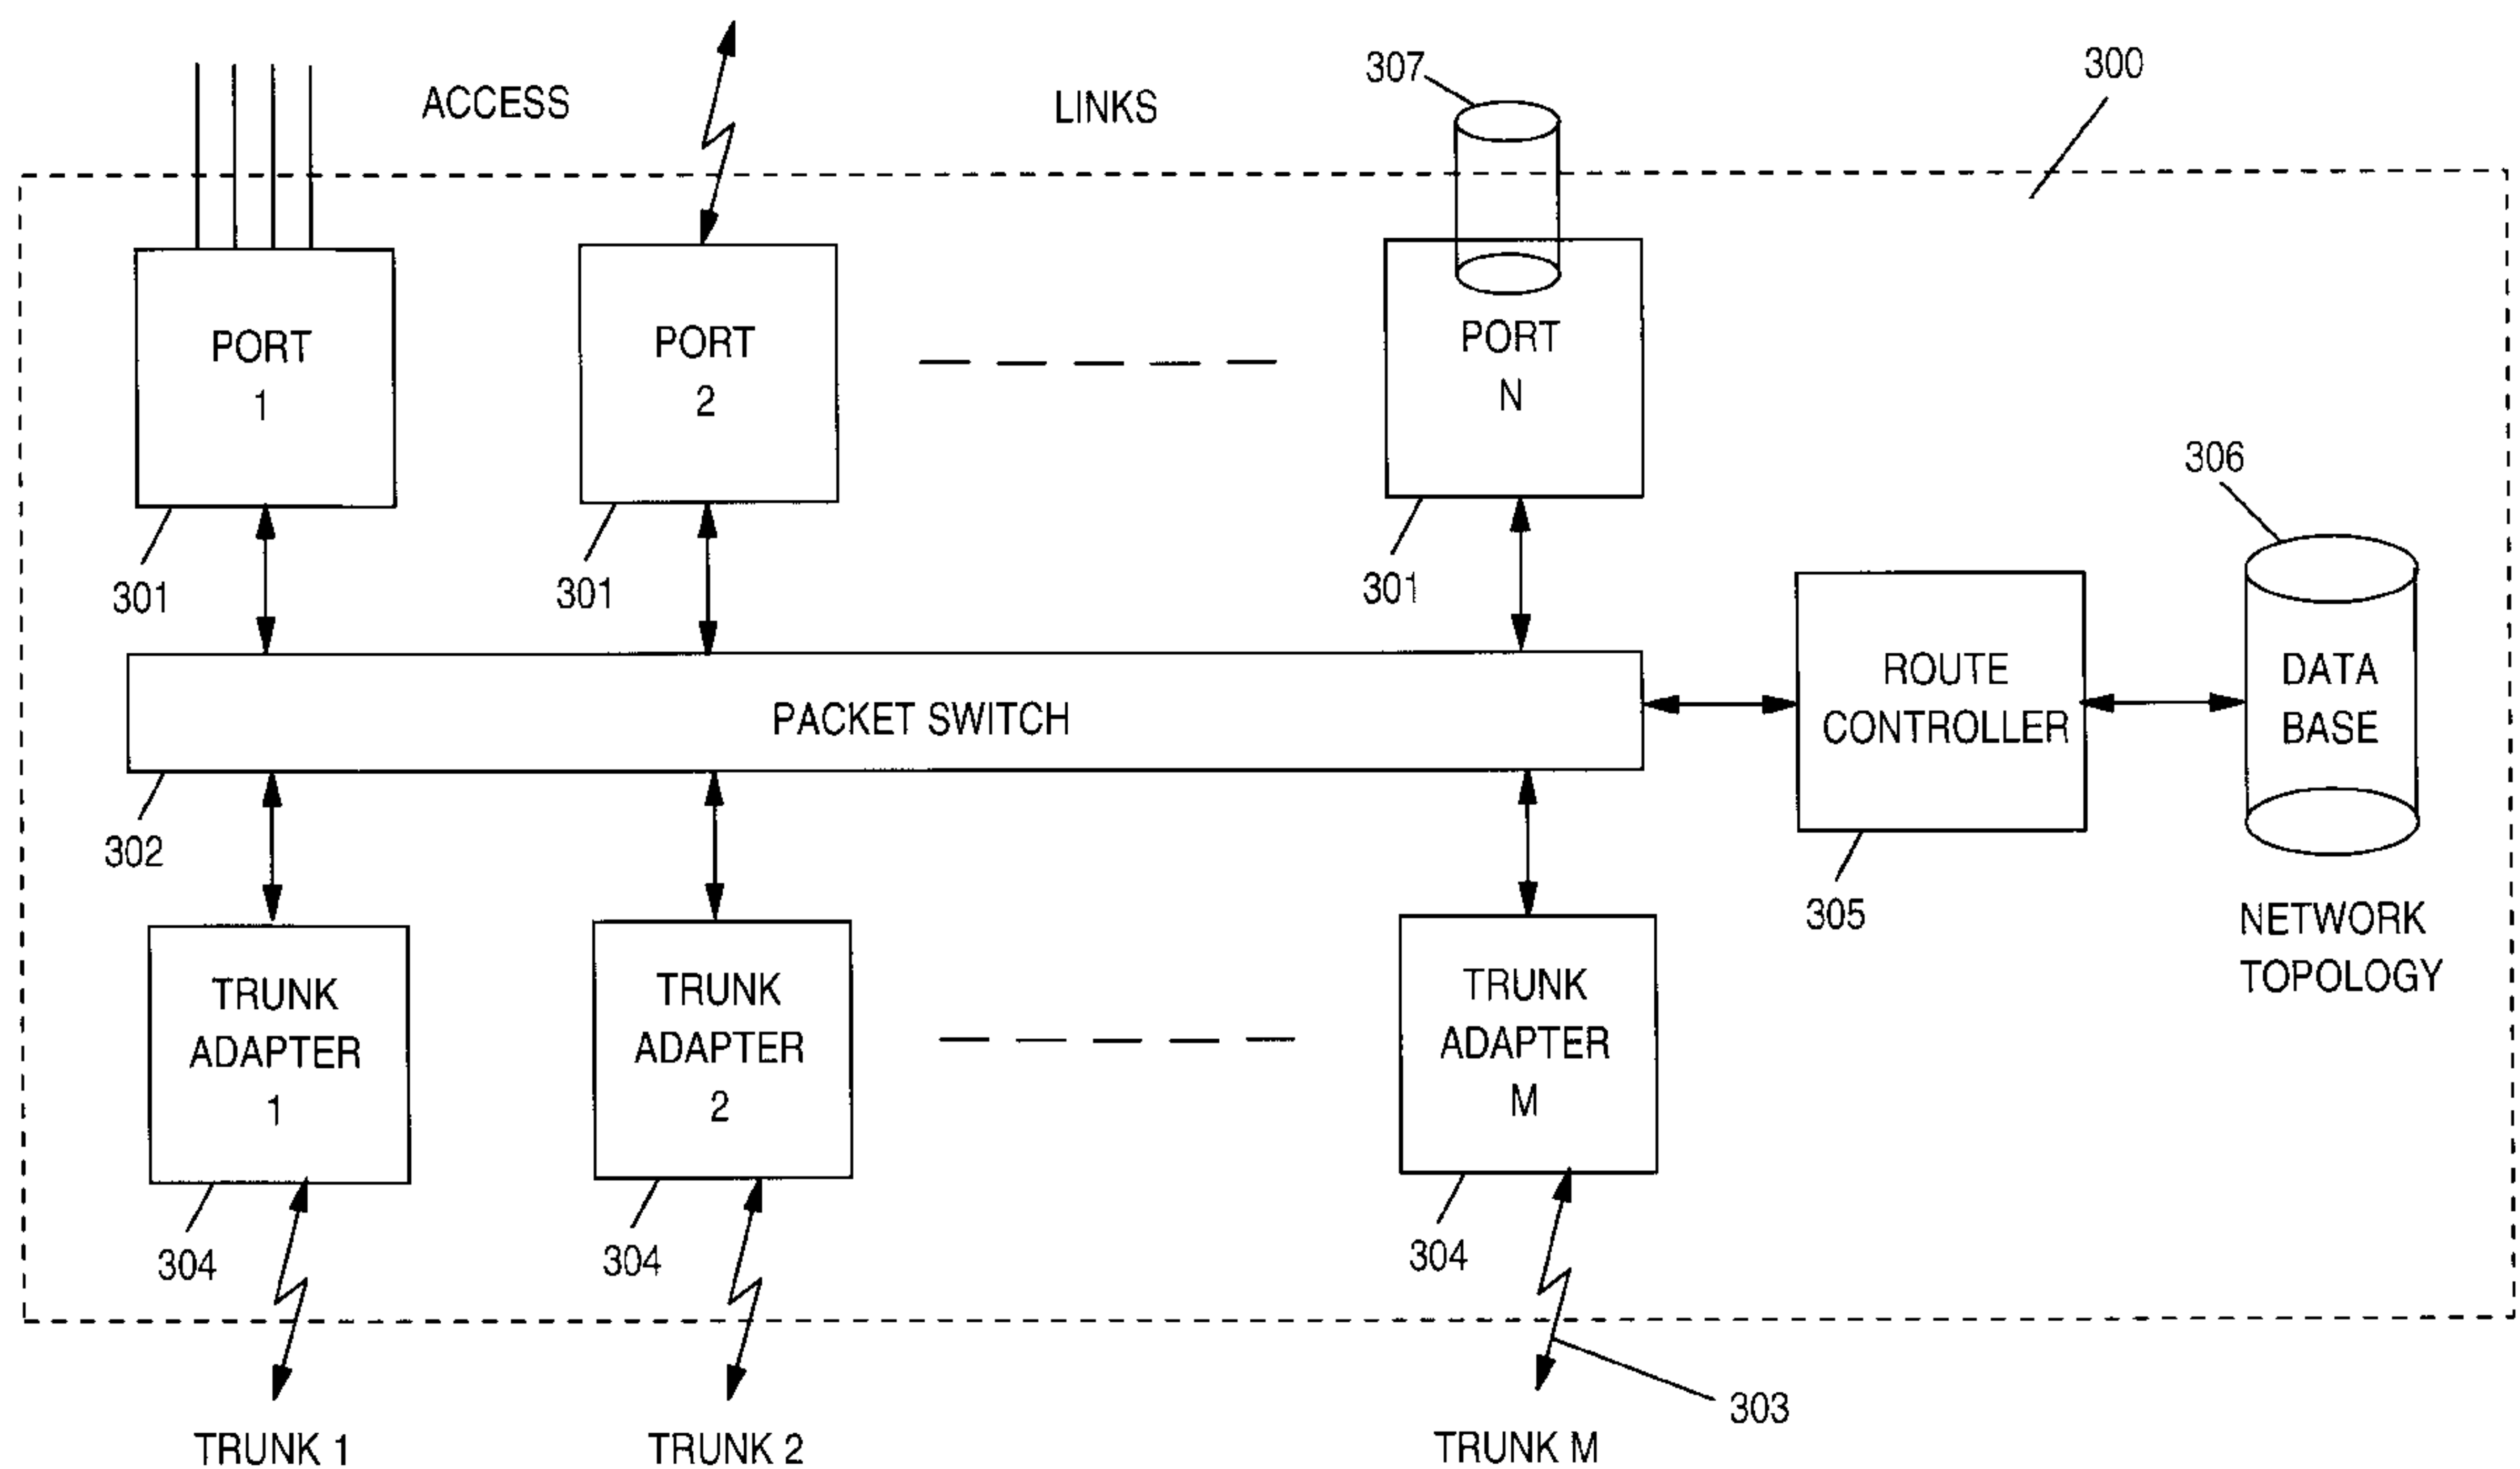 ACCESS
LINKS
307
300
PORT
1
PORT
2
PORT
N
301
301
301
306
PACKET SWITCH
302
ROUTE
CONTROLLER
305
DATA
BASE
NETWORK
TOPOLOGY
TRUNK
ADAPTER
1
TRUNK
ADAPTER
2
TRUNK
ADAPTER
M
304
304
304
303
TRUNK 1
TRUNK 2
TRUNK M